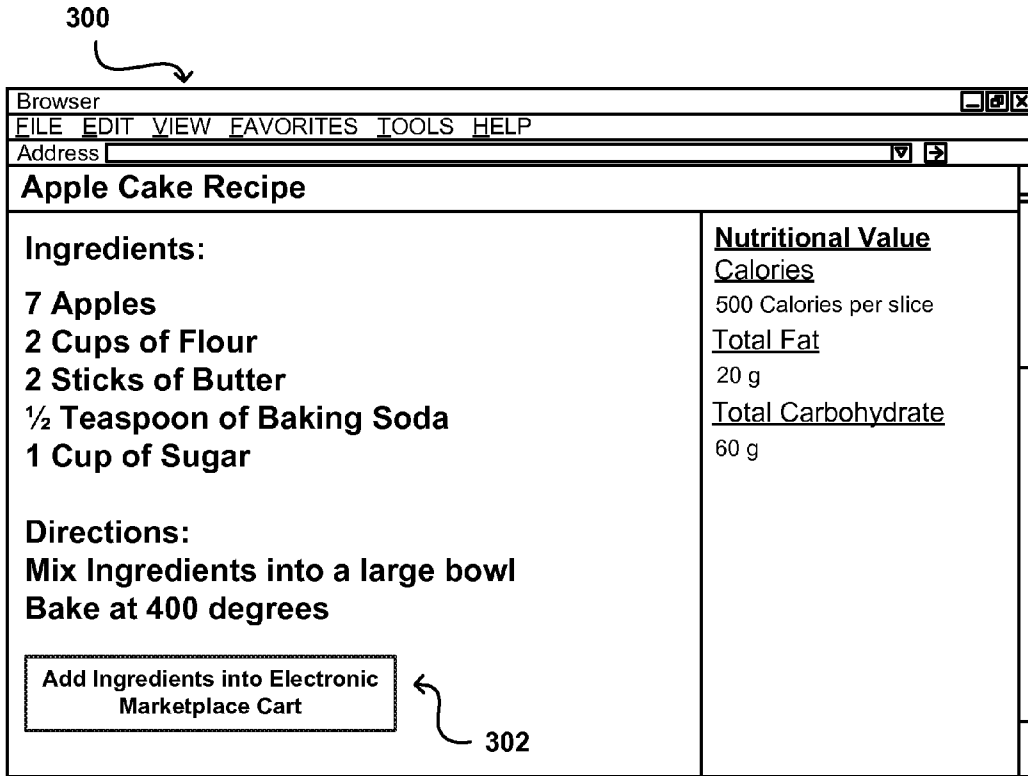 300
Browser
FILE EDIT VIEW FAVORITES TOOLS HELP
Address
Apple Cake Recipe
Ingredients:
7 Apples
2 Cups of Flour
2 Sticks of Butter
½ Teaspoon of Baking Soda
1 Cup of Sugar
Directions:
Mix Ingredients into a large bowl
Bake at 400 degrees
Add Ingredients into Electronic
Marketplace Cart
302
Nutritional Value
Calories
500 Calories per slice
Total Fat
20 g
Total Carbohydrate
60 g